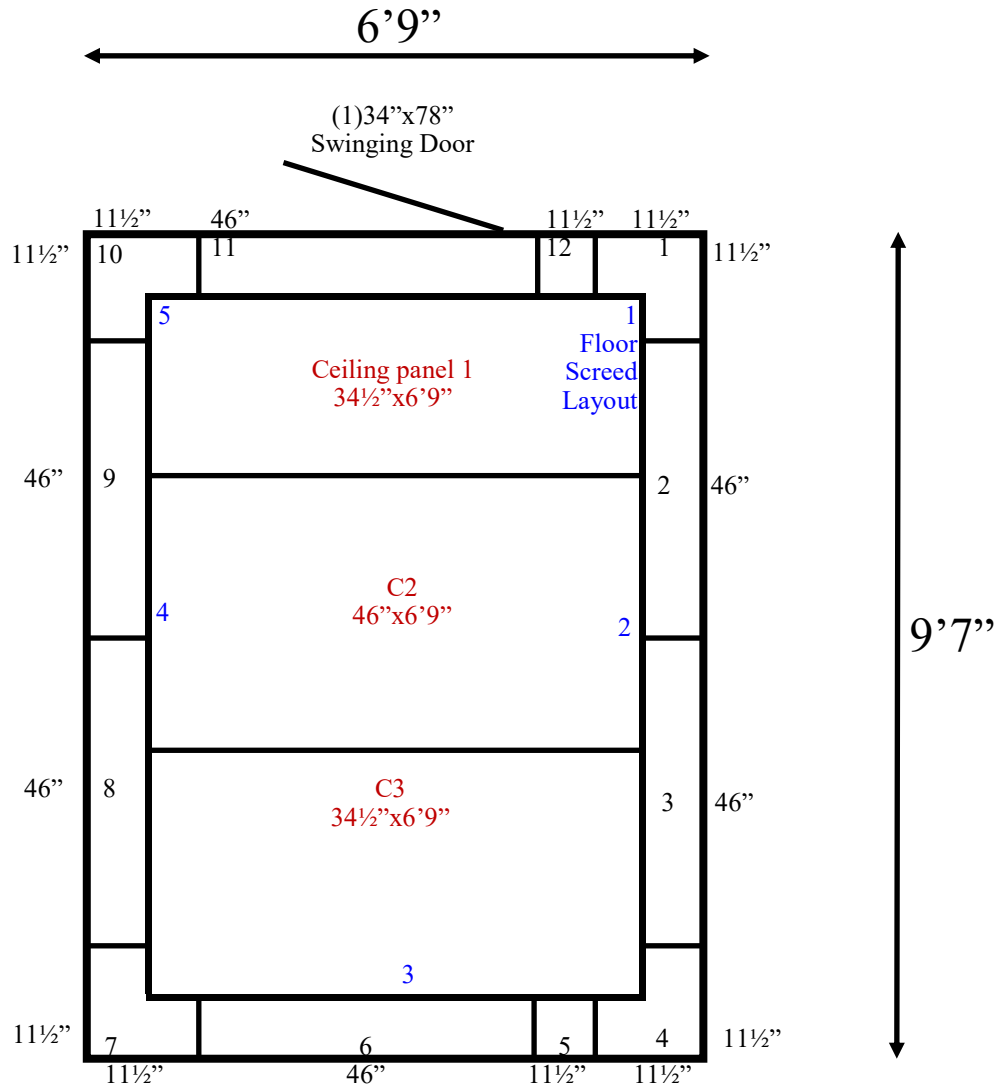 6’9”
(1)34”x78”
Swinging Door
11½” 46” 11½” 11½”
11½” 10 11 12 1 11½”
5 1
Floor
Screed
Layout
Ceiling panel 1
34½”x6’9”
46” 9 2 46”
C2
46”x6’9”
4 2
9’7”
46” 8 3 46”
C3
34½”x6’9”
3
11½” 7 6 5 4 11½”
11½” 46” 11½” 11½”